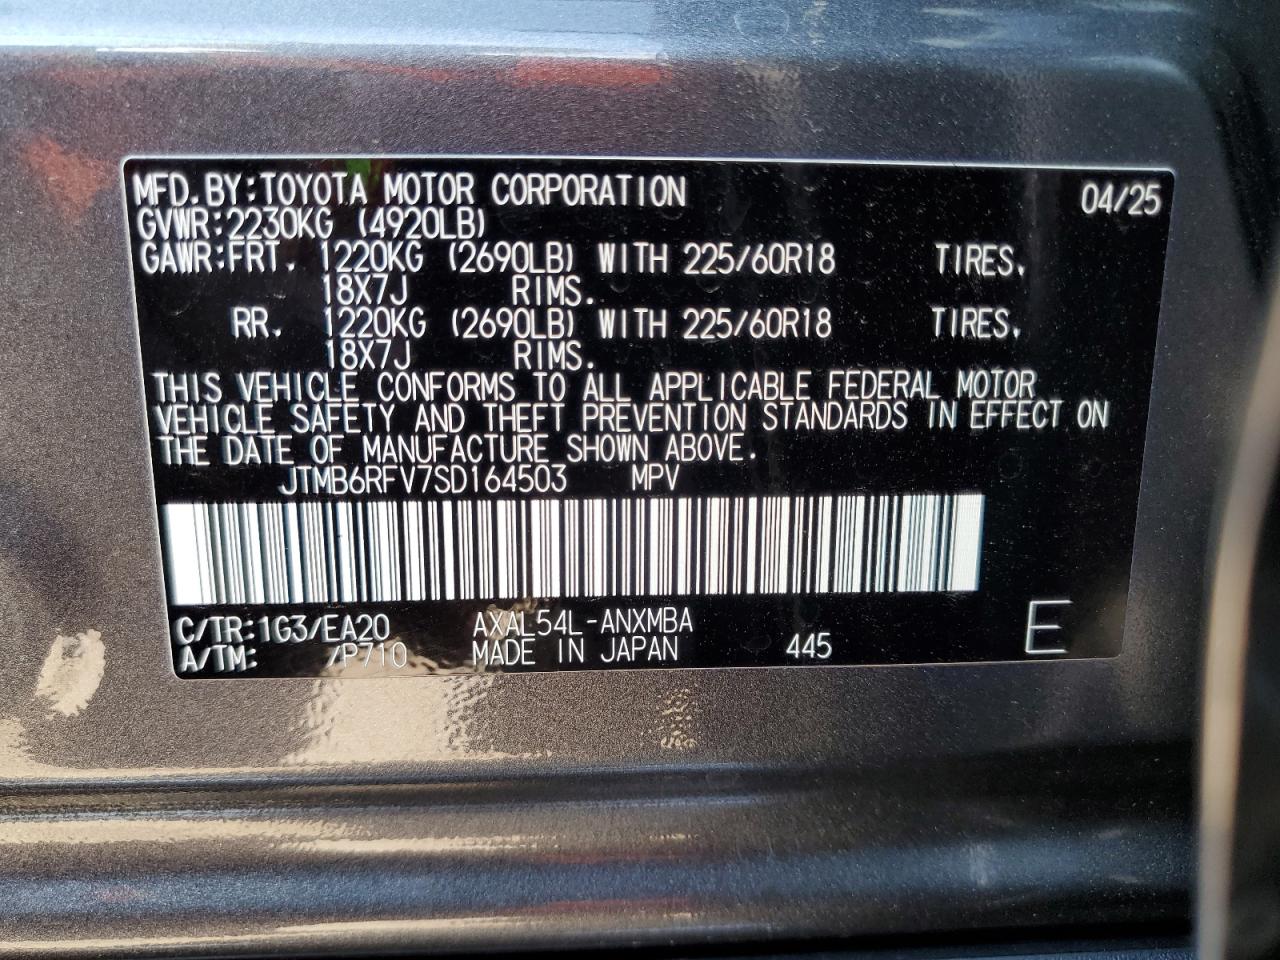 MFD.BY:TOYOTA MOTOR CORPORATION 04/25
GVWR:2230KG (4920LB)
GAWR:FRT. 1220KG (2690LB) WITH 225/60R18 TIRES.
18X7J RIMS.
RR. 1220KG (2690LB) WITH 225/60R18 TIRES.
18X7J RIMS.
THIS VEHICLE CONFORMS TO ALL APPLICABLE FEDERAL MOTOR
VEHICLE SAFETY AND THEFT PREVENTION STANDARDS IN EFFECT ON
THE DATE OF MANUFACTURE SHOWN ABOVE.
JTMB6RFV7SD164503 MPV
C/TR:1G3/EA20 AXAL54L-ANXMBA
A/TM: /P710 MADE IN JAPAN 445 E